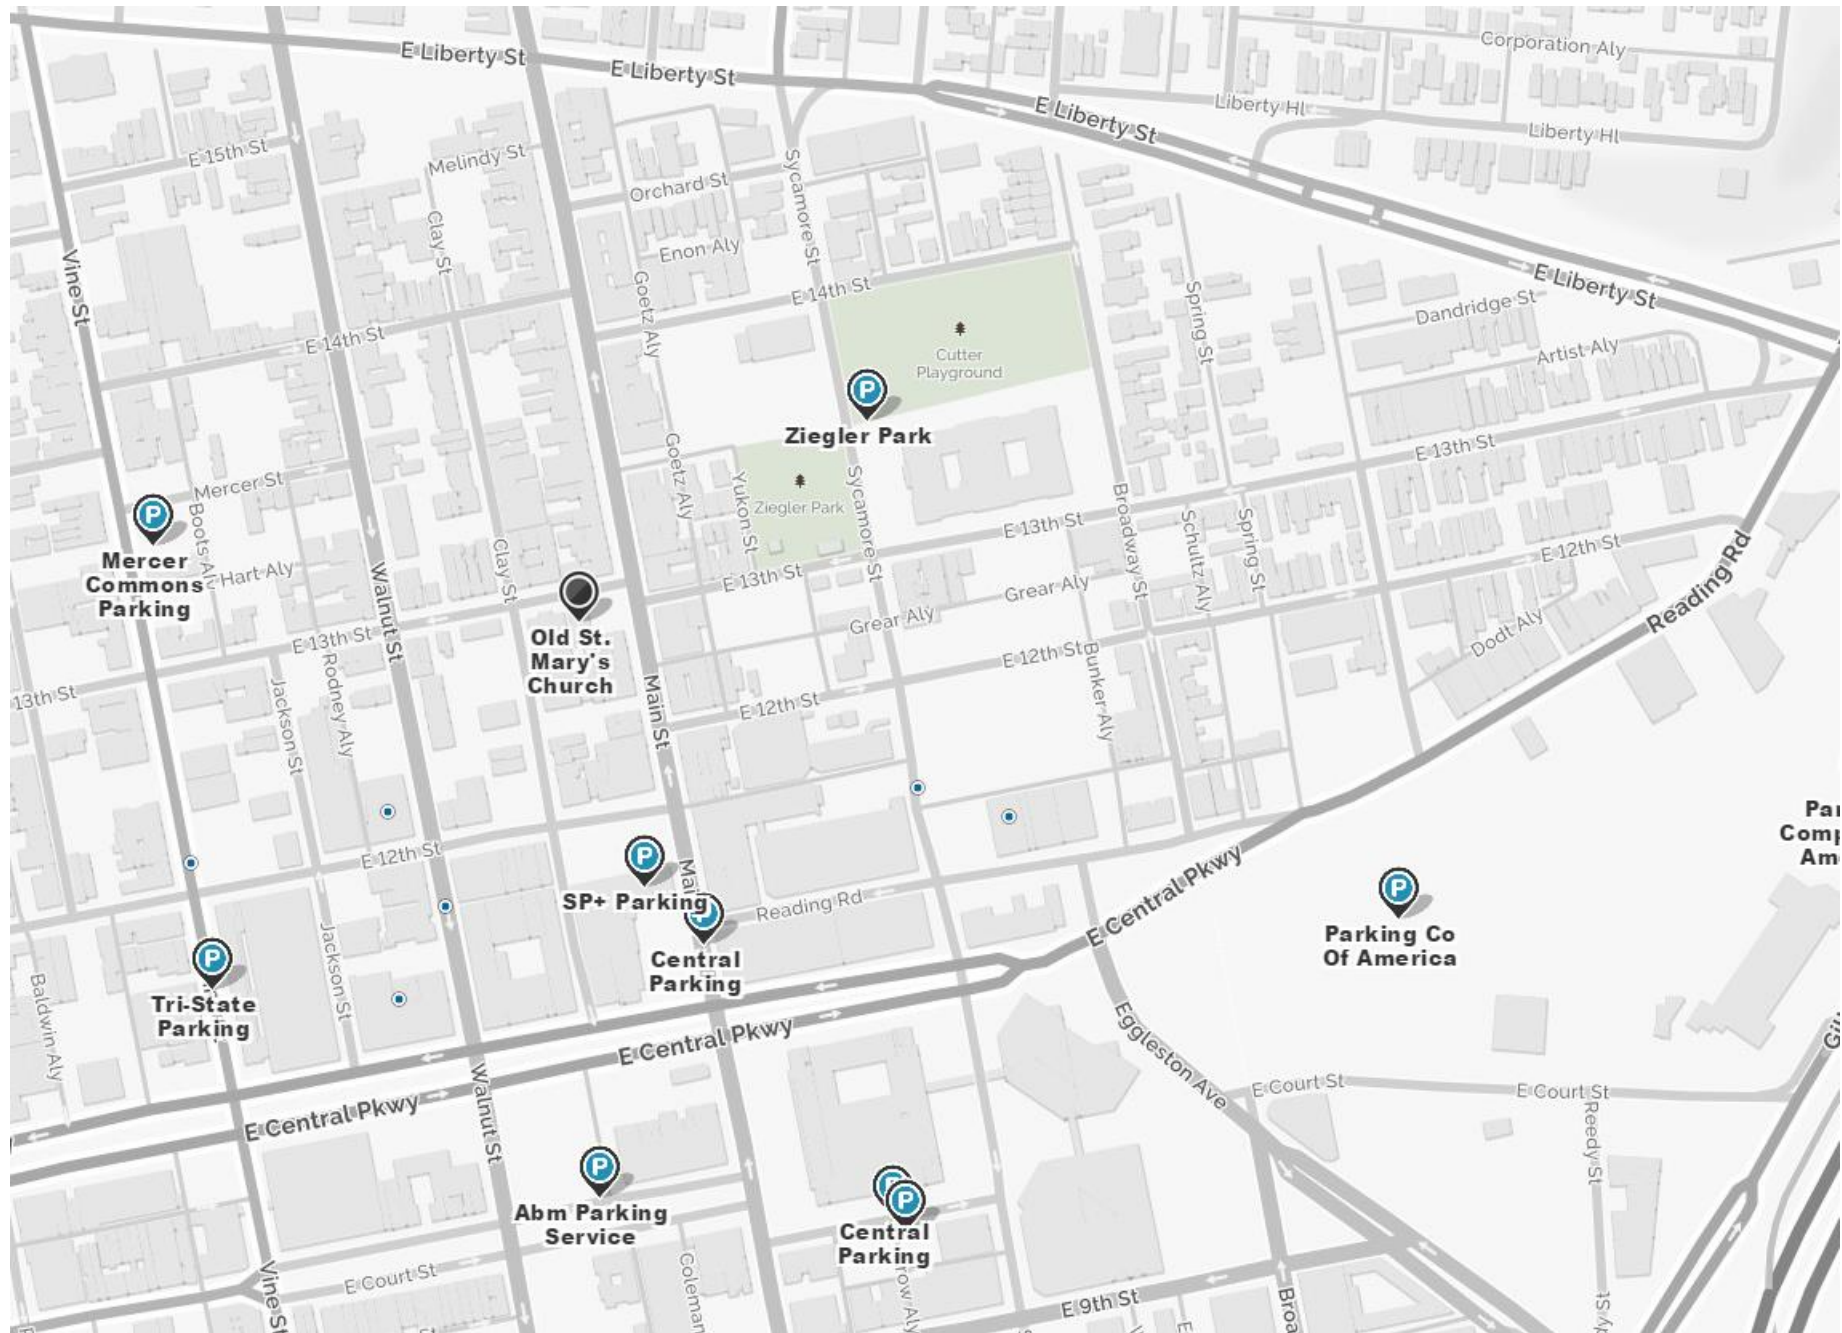 Corporation Aly
E Liberty St
E Liberty St
E Liberty St
Liberty Hl
Liberty Hl
E 15th St
Melindy St
Orchard St
Sycamore St
Clay St
Enon Aly
Vine St
Goetz Aly
E 14th St
E Liberty St
Spring St
Dandridge St
E 14th St
Cutter
Playground
Artist Aly
Ziegler Park
Goetz Aly
E 13th St
Mercer St
Yukon St
Ziegler Park
Sycamore St
Broadway St
E 13th St
Boots Aly
Schultz Aly
Spring St
E 12th St
Mercer
Commons
Parking
Hart Aly
Clay St
E 13th St
Grear Aly
Reading Rd
Walnut St
Grear Aly
Dodt Aly
E 13th St
Old St.
Mary's
Church
E 12th St
Bunker Aly
13th St
Rodney Aly
Jackson St
Main St
E 12th St
E 12th St
SP+ Parking
Reading Rd
Central
Parking
E Central Pkwy
Parking Co
Of America
Baldwin Aly
Jackson St
Tri-State
Parking
E Central Pkwy
Eggleston Ave
E Court St
E Court St
E Central Pkwy
Walnut St
Reedy St
Abm Parking
Service
Central
Parking
E Court St
Vine St
Coleman
E 9th St